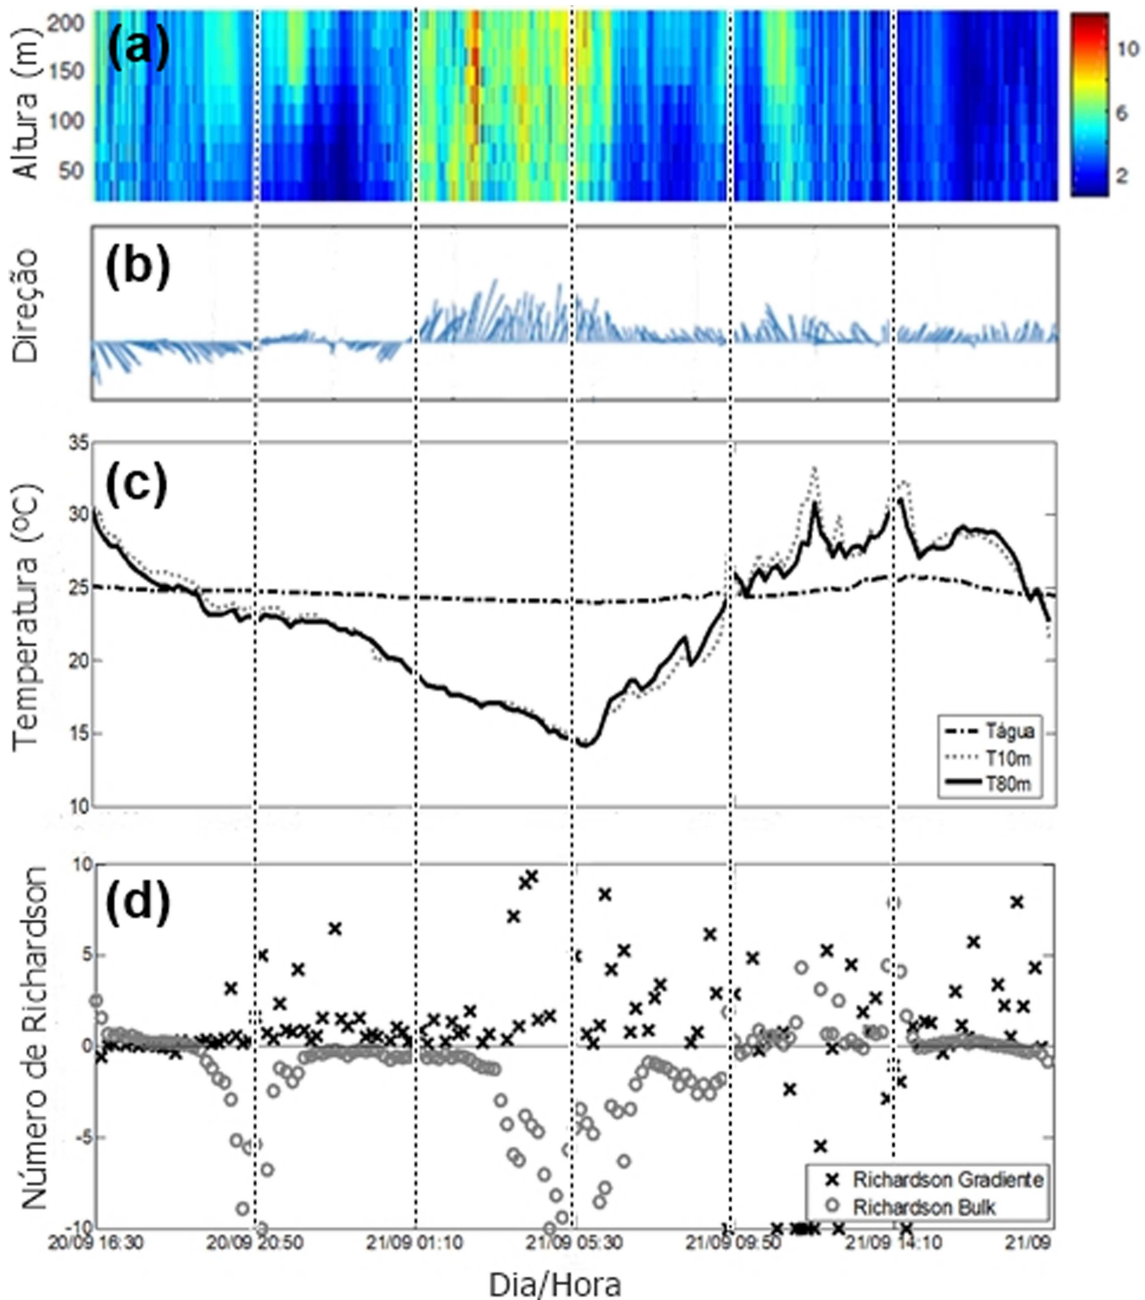 (a)
Altura (m)
200
150
100
50
10
6
2
(b)
Direção
(c)
Temperatura (ºC)
35
30
25
20
15
10
Tágua
T10m
T80m
(d)
Número de Richardson
10
5
0
-5
-10
Richardson Gradiente
Richardson Bulk
20/09 16:30 20/09 20:50 21/09 01:10 21/09 05:30 21/09 09:50 21/09 14:10 21/09
Dia/Hora